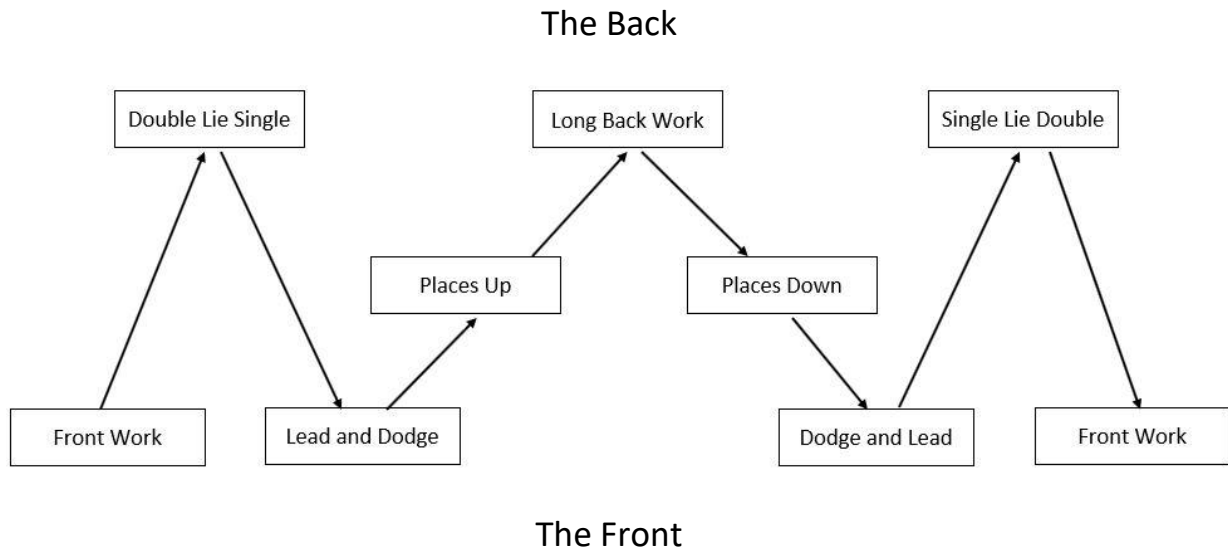 The Back
Double Lie Single
Long Back Work
Single Lie Double
Places Up
Places Down
Front Work
Lead and Dodge
Dodge and Lead
Front Work
The Front